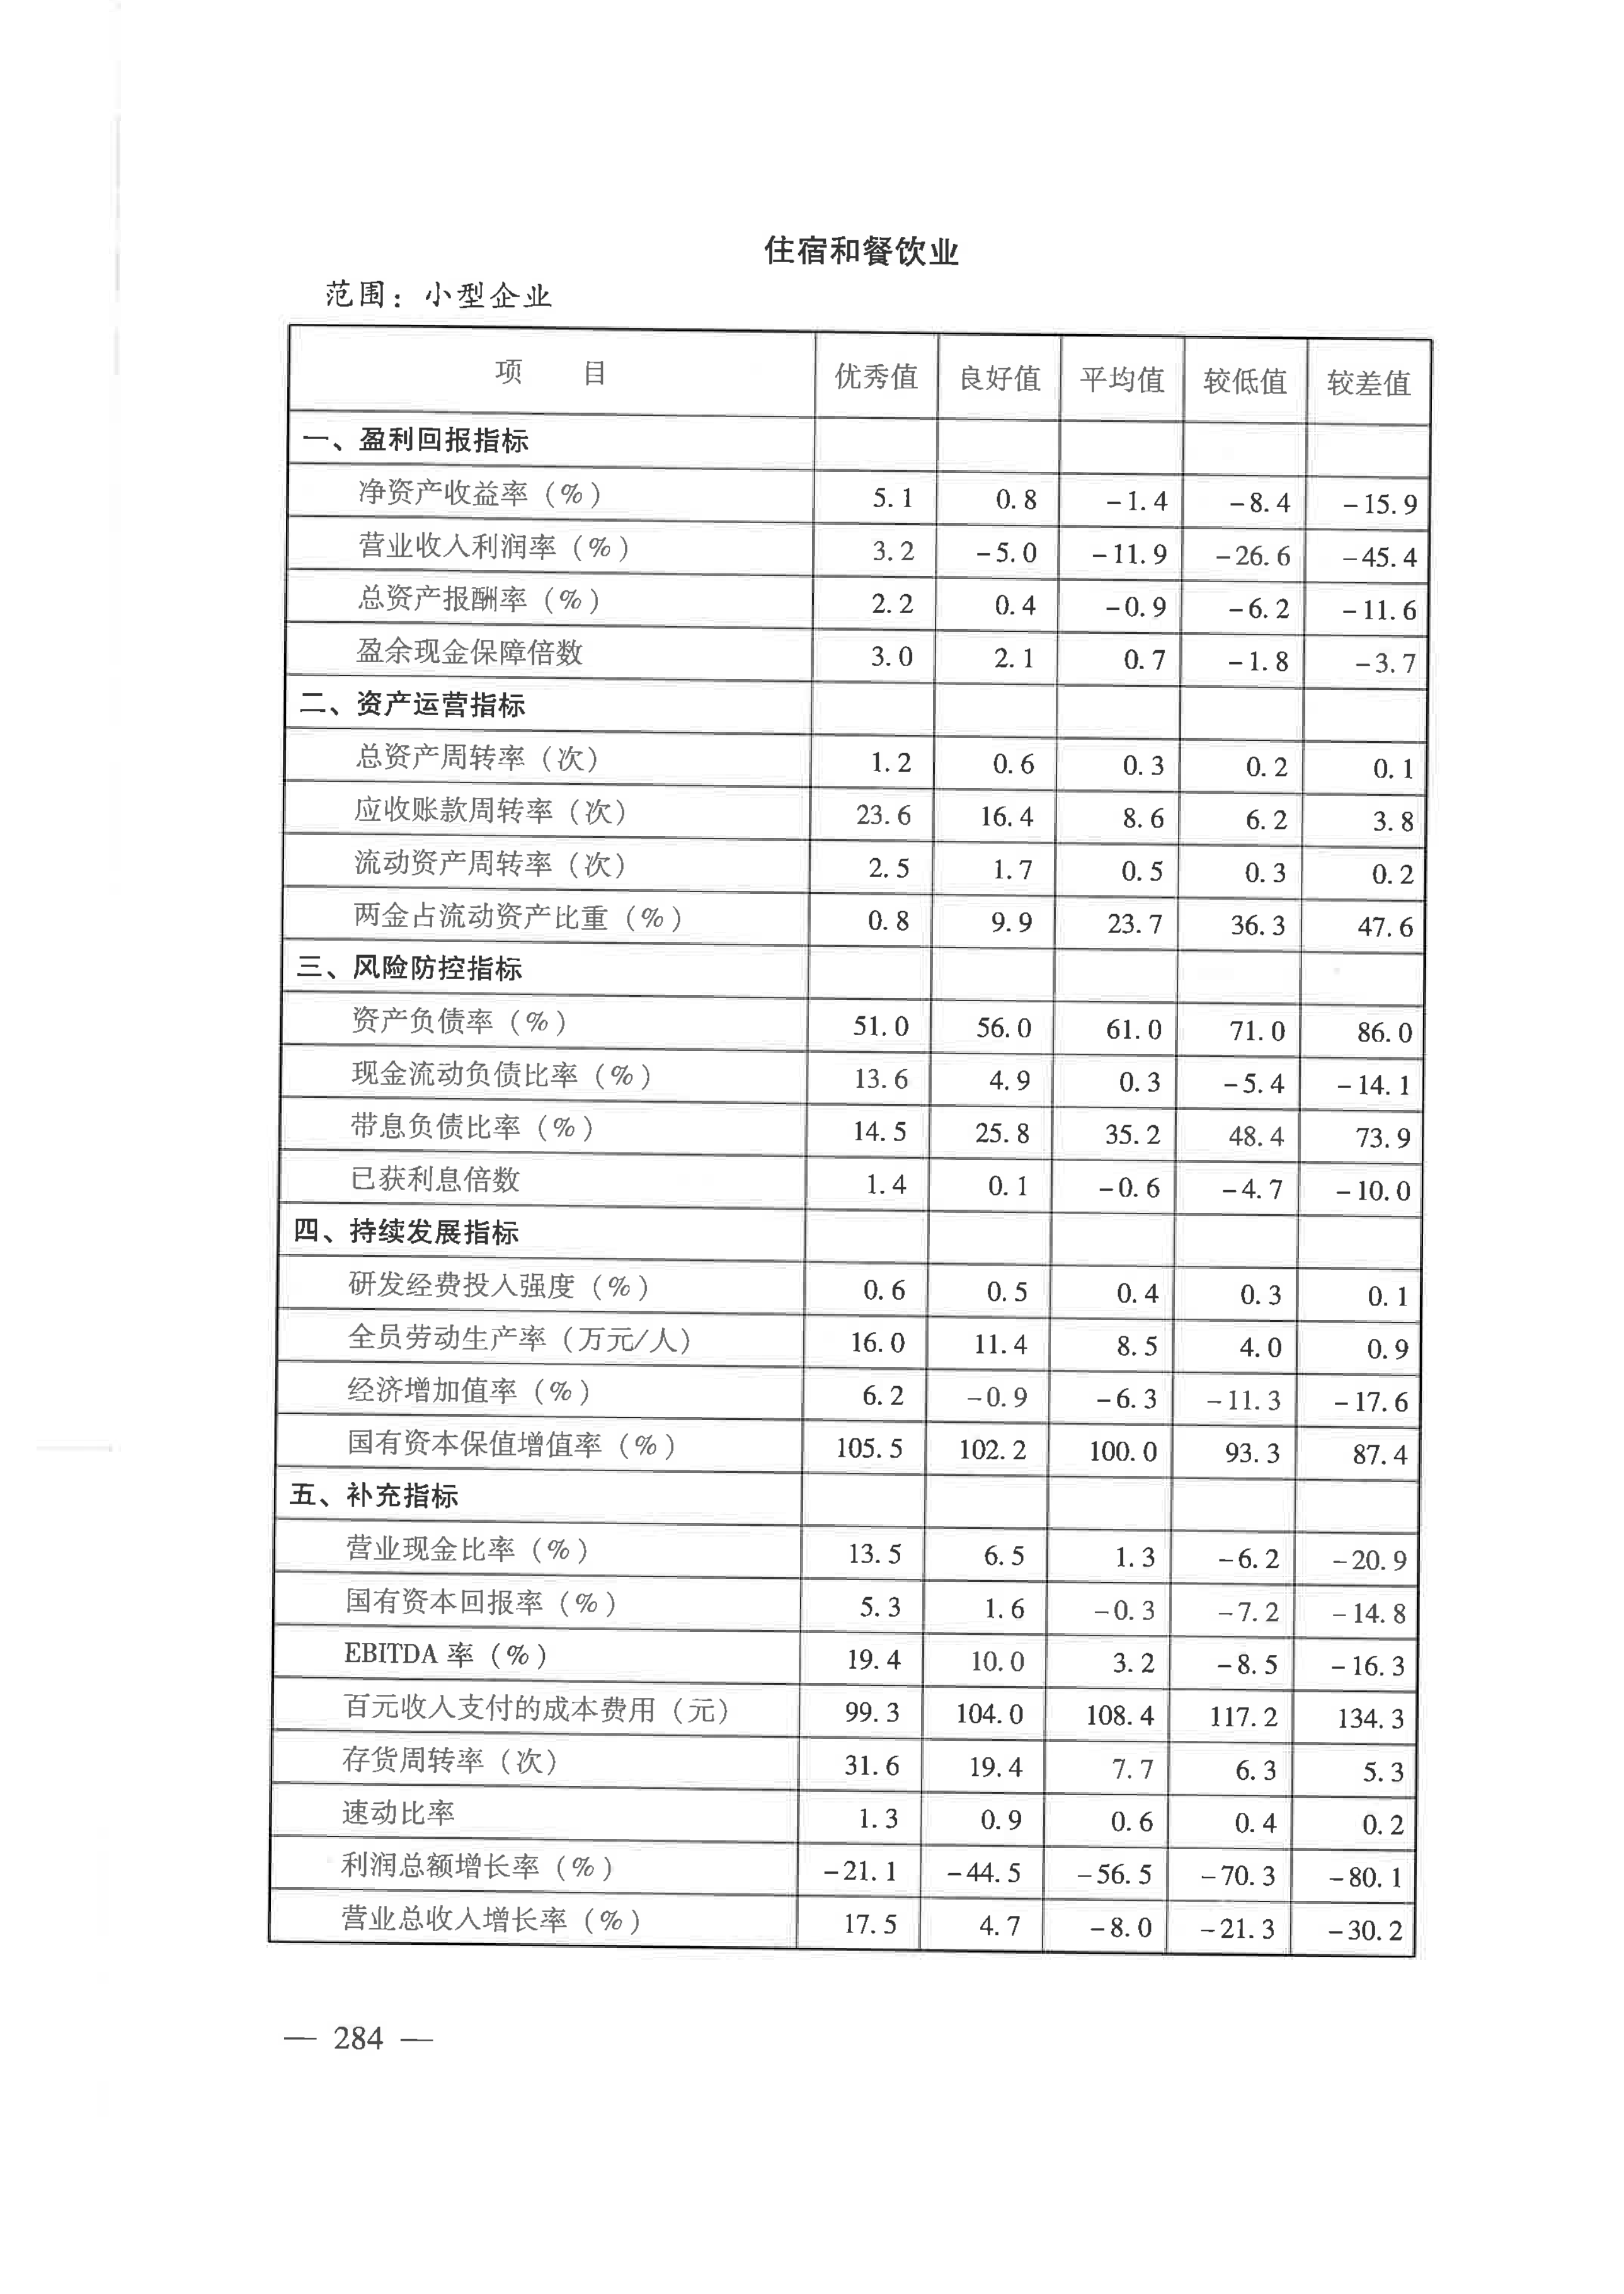 住宿和餐饮业
范围：小型企业
项 目 优秀值 良好值 平均值 较低值 较差值
一、盈利回报指标
净资产收益率（%） 5.1 0.8 -1.4 -8.4 -15.9
营业收入利润率（%） 3.2 -5.0 -11.9 -26.6 -45.4
总资产报酬率（%） 2.2 0.4 -0.9 -6.2 -11.6
盈余现金保障倍数 3.0 2.1 0.7 -1.8 -3.7
二、资产运营指标
总资产周转率（次） 1.2 0.6 0.3 0.2 0.1
应收账款周转率（次） 23.6 16.4 8.6 6.2 3.8
流动资产周转率（次） 2.5 1.7 0.5 0.3 0.2
两金占流动资产比重（%） 0.8 9.9 23.7 36.3 47.6
三、风险防控指标
资产负债率（%） 51.0 56.0 61.0 71.0 86.0
现金流动负债比率（%） 13.6 4.9 0.3 -5.4 -14.1
带息负债比率（%） 14.5 25.8 35.2 48.4 73.9
已获利息倍数 1.4 0.1 -0.6 -4.7 -10.0
四、持续发展指标
研发经费投入强度（%） 0.6 0.5 0.4 0.3 0.1
全员劳动生产率（万元/人） 16.0 11.4 8.5 4.0 0.9
经济增加值率（%） 6.2 -0.9 -6.3 -11.3 -17.6
国有资本保值增值率（%） 105.5 102.2 100.0 93.3 87.4
五、补充指标
营业现金比率（%） 13.5 6.5 1.3 -6.2 -20.9
国有资本回报率（%） 5.3 1.6 -0.3 -7.2 -14.8
EBITDA 率（%） 19.4 10.0 3.2 -8.5 -16.3
百元收入支付的成本费用（元） 99.3 104.0 108.4 117.2 134.3
存货周转率（次） 31.6 19.4 7.7 6.3 5.3
速动比率 1.3 0.9 0.6 0.4 0.2
利润总额增长率（%） -21.1 -44.5 -56.5 -70.3 -80.1
营业总收入增长率（%） 17.5 4.7 -8.0 -21.3 -30.2
— 284 —